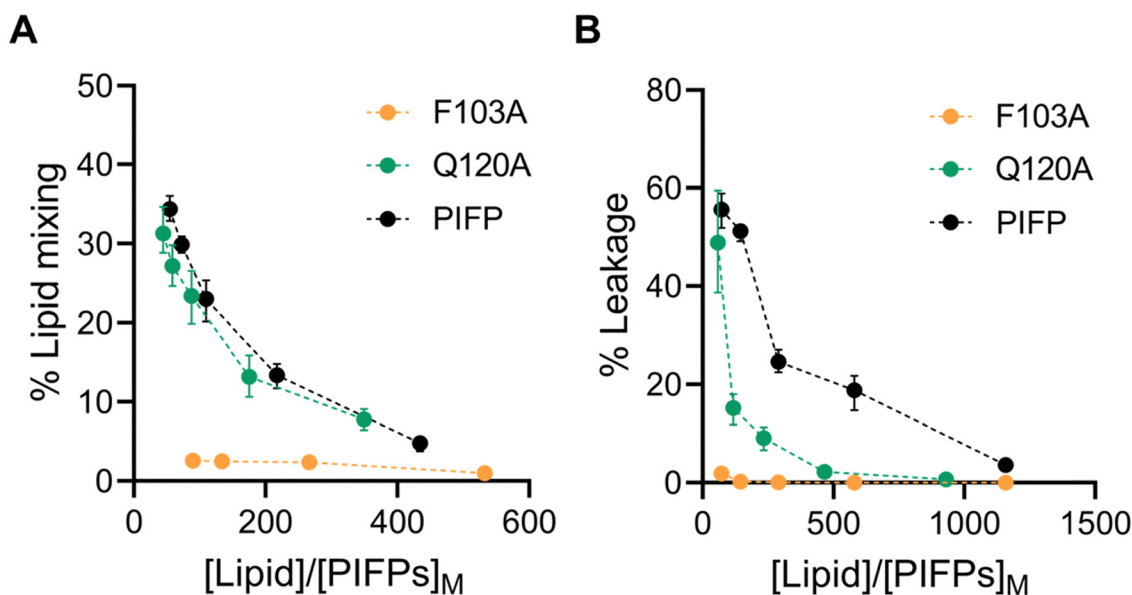 A
% Lipid mixing
50
40
30
20
10
0
0 200 400 600
[Lipid]/[PIFPs]M
F103A
Q120A
PIFP
B
% Leakage
80
60
40
20
0
0 500 1000 1500
[Lipid]/[PIFPs]M
F103A
Q120A
PIFP